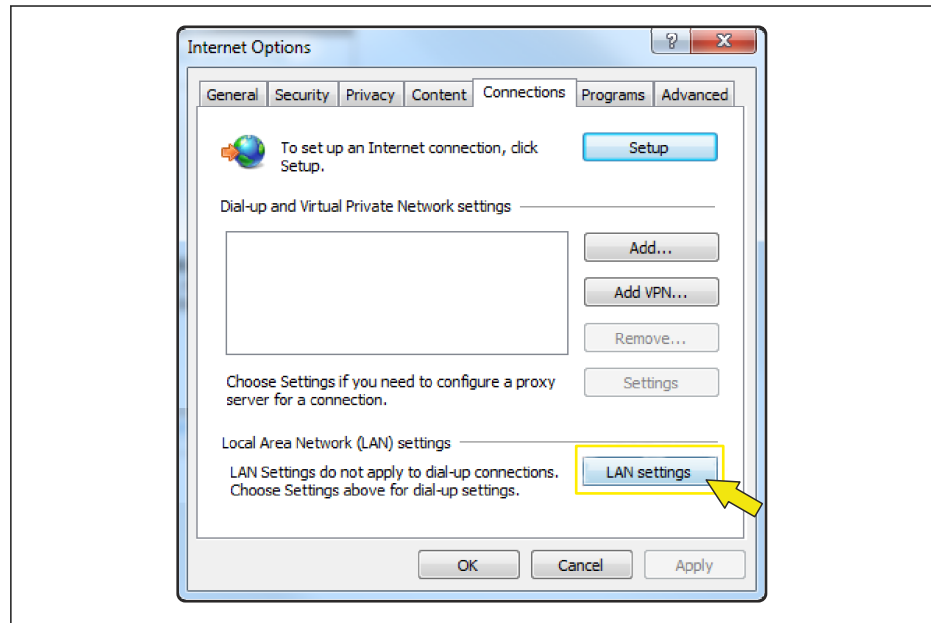 Internet Options
General Security Privacy Content Connections Programs Advanced
To set up an Internet connection, click
Setup.
Setup
Dial-up and Virtual Private Network settings
Add...
Add VPN...
Remove...
Choose Settings if you need to configure a proxy
server for a connection.
Settings
Local Area Network (LAN) settings
LAN Settings do not apply to dial-up connections.
Choose Settings above for dial-up settings.
LAN settings
OK Cancel Apply